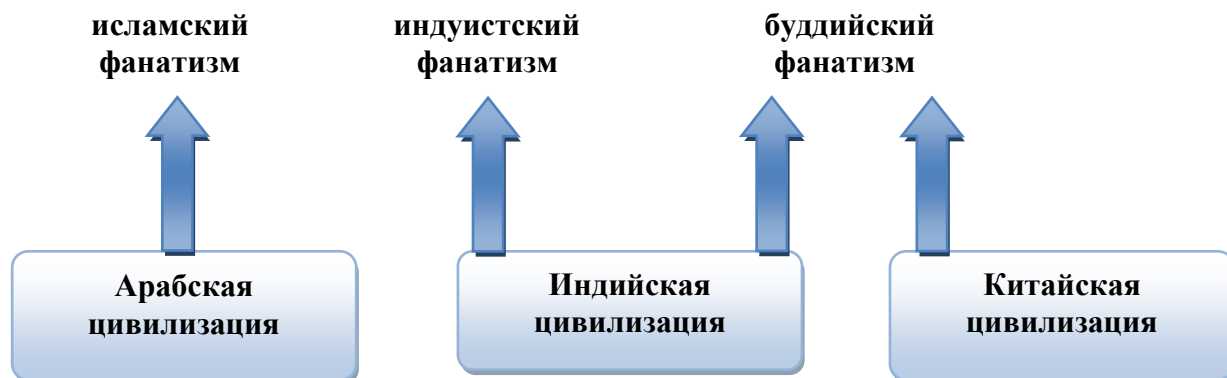 исламский
фанатизм
индуистский
фанатизм
буддийский
фанатизм
Арабская
цивилизация
Индийская
цивилизация
Китайская
цивилизация